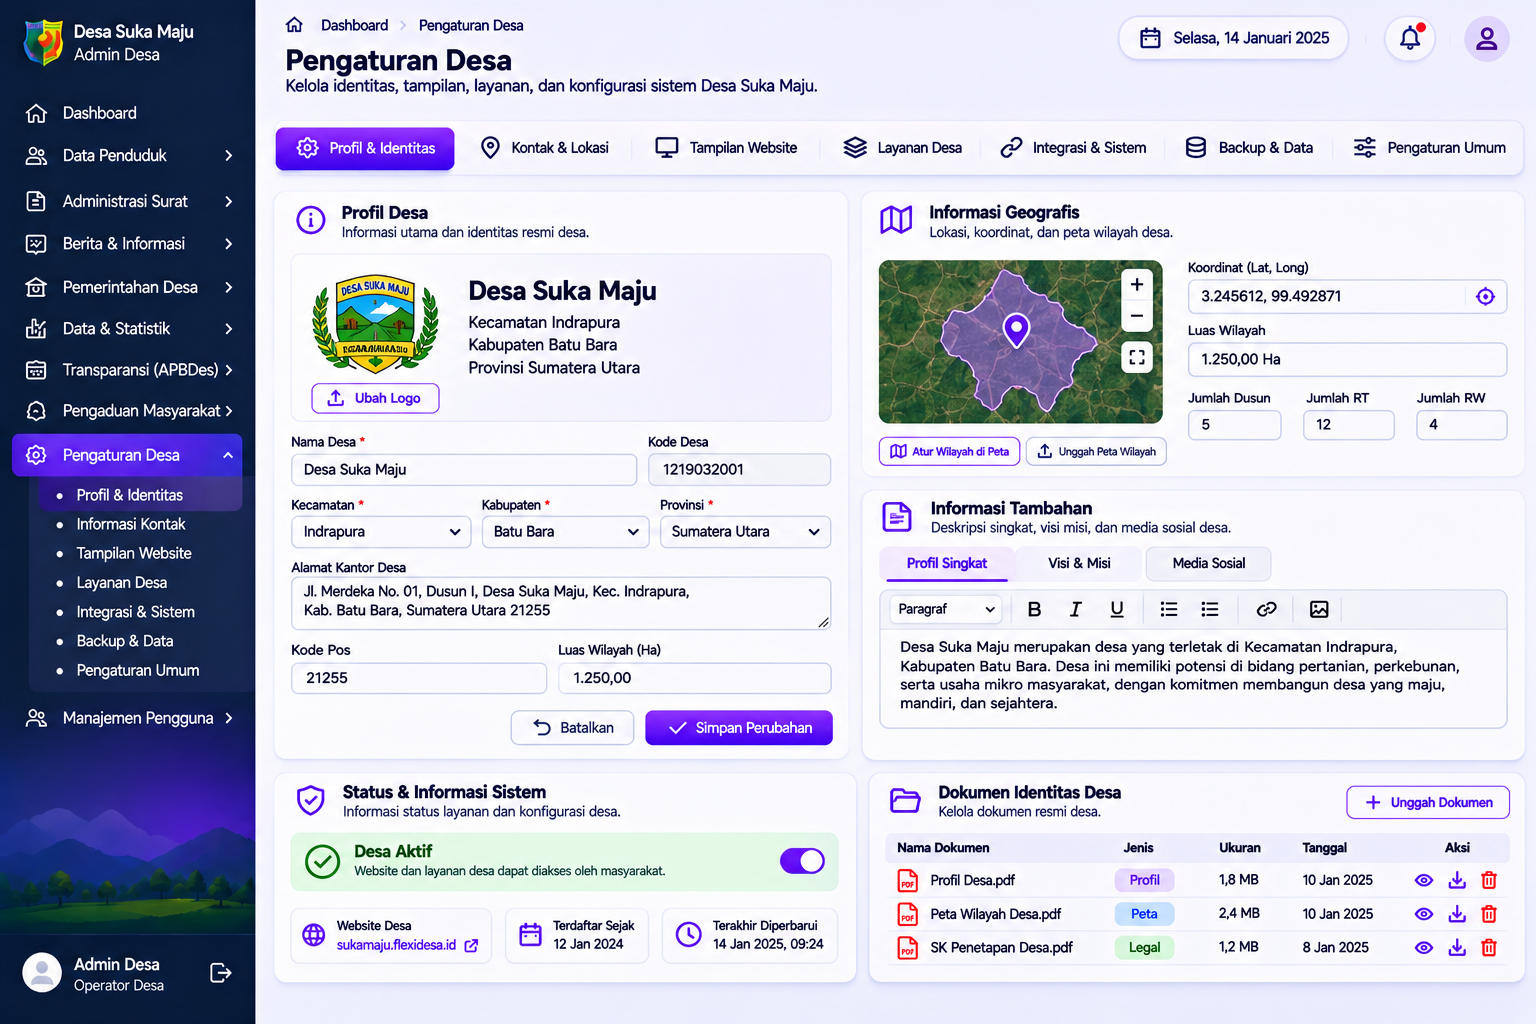 Desa Suka Maju
Admin Desa
Dashboard
Data Penduduk
Administrasi Surat
Berita & Informasi
Pemerintahan Desa
Data & Statistik
Transparansi (APBDes)
Pengaduan Masyarakat
Pengaturan Desa
Profil & Identitas
Informasi Kontak
Tampilan Website
Layanan Desa
Integrasi & Sistem
Backup & Data
Pengaturan Umum
Manajemen Pengguna
Admin Desa
Operator Desa
Dashboard > Pengaturan Desa
Pengaturan Desa
Kelola identitas, tampilan, layanan, dan konfigurasi sistem Desa Suka Maju.
Selasa, 14 Januari 2025
Profil & Identitas
Kontak & Lokasi
Tampilan Website
Layanan Desa
Integrasi & Sistem
Backup & Data
Pengaturan Umum
Profil Desa
Informasi utama dan identitas resmi desa.
DESA SUKA MAJU
Ubah Logo
Desa Suka Maju
Kecamatan Indrapura
Kabupaten Batu Bara
Provinsi Sumatera Utara
Nama Desa *
Desa Suka Maju
Kode Desa
1219032001
Kecamatan *
Indrapura
Kabupaten *
Batu Bara
Provinsi *
Sumatera Utara
Alamat Kantor Desa
Jl. Merdeka No. 01, Dusun I, Desa Suka Maju, Kec. Indrapura,
Kab. Batu Bara, Sumatera Utara 21255
Kode Pos
21255
Luas Wilayah (Ha)
1.250,00
Batalkan
Simpan Perubahan
Informasi Geografis
Lokasi, koordinat, dan peta wilayah desa.
Atur Wilayah di Peta
Unggah Peta Wilayah
Koordinat (Lat, Long)
3.245612, 99.492871
Luas Wilayah
1.250,00 Ha
Jumlah Dusun
5
Jumlah RT
12
Jumlah RW
4
Informasi Tambahan
Deskripsi singkat, visi misi, dan media sosial desa.
Profil Singkat
Visi & Misi
Media Sosial
Paragraf
B I U
Desa Suka Maju merupakan desa yang terletak di Kecamatan Indrapura,
Kabupaten Batu Bara. Desa ini memiliki potensi di bidang pertanian, perkebunan,
serta usaha mikro masyarakat, dengan komitmen membangun desa yang maju,
mandiri, dan sejahtera.
Status & Informasi Sistem
Informasi status layanan dan konfigurasi desa.
Desa Aktif
Website dan layanan desa dapat diakses oleh masyarakat.
Website Desa
sukamaju.flexidesa.id
Terdaftar Sejak
12 Jan 2024
Terakhir Diperbarui
14 Jan 2025, 09:24
Dokumen Identitas Desa
Kelola dokumen resmi desa.
Unggah Dokumen
Nama Dokumen Jenis Ukuran Tanggal Aksi
PDF Profil Desa.pdf Profil 1,8 MB 10 Jan 2025
PDF Peta Wilayah Desa.pdf Peta 2,4 MB 10 Jan 2025
PDF SK Penetapan Desa.pdf Legal 1,2 MB 8 Jan 2025